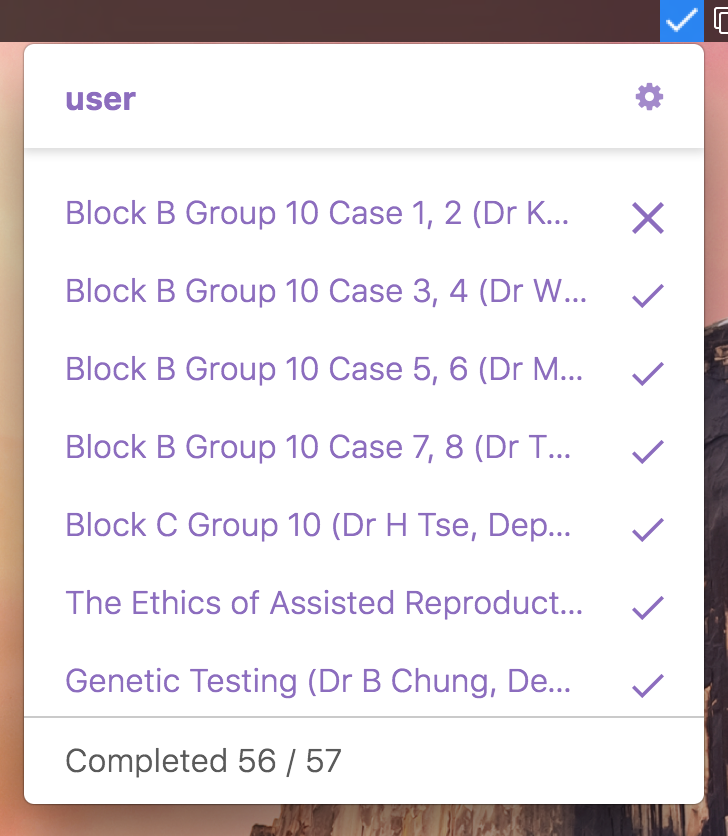 user
Block B Group 10 Case 1, 2 (Dr K...
Block B Group 10 Case 3, 4 (Dr W...
Block B Group 10 Case 5, 6 (Dr M...
Block B Group 10 Case 7, 8 (Dr T...
Block C Group 10 (Dr H Tse, Dep...
The Ethics of Assisted Reproduct...
Genetic Testing (Dr B Chung, De...
Completed 56 / 57